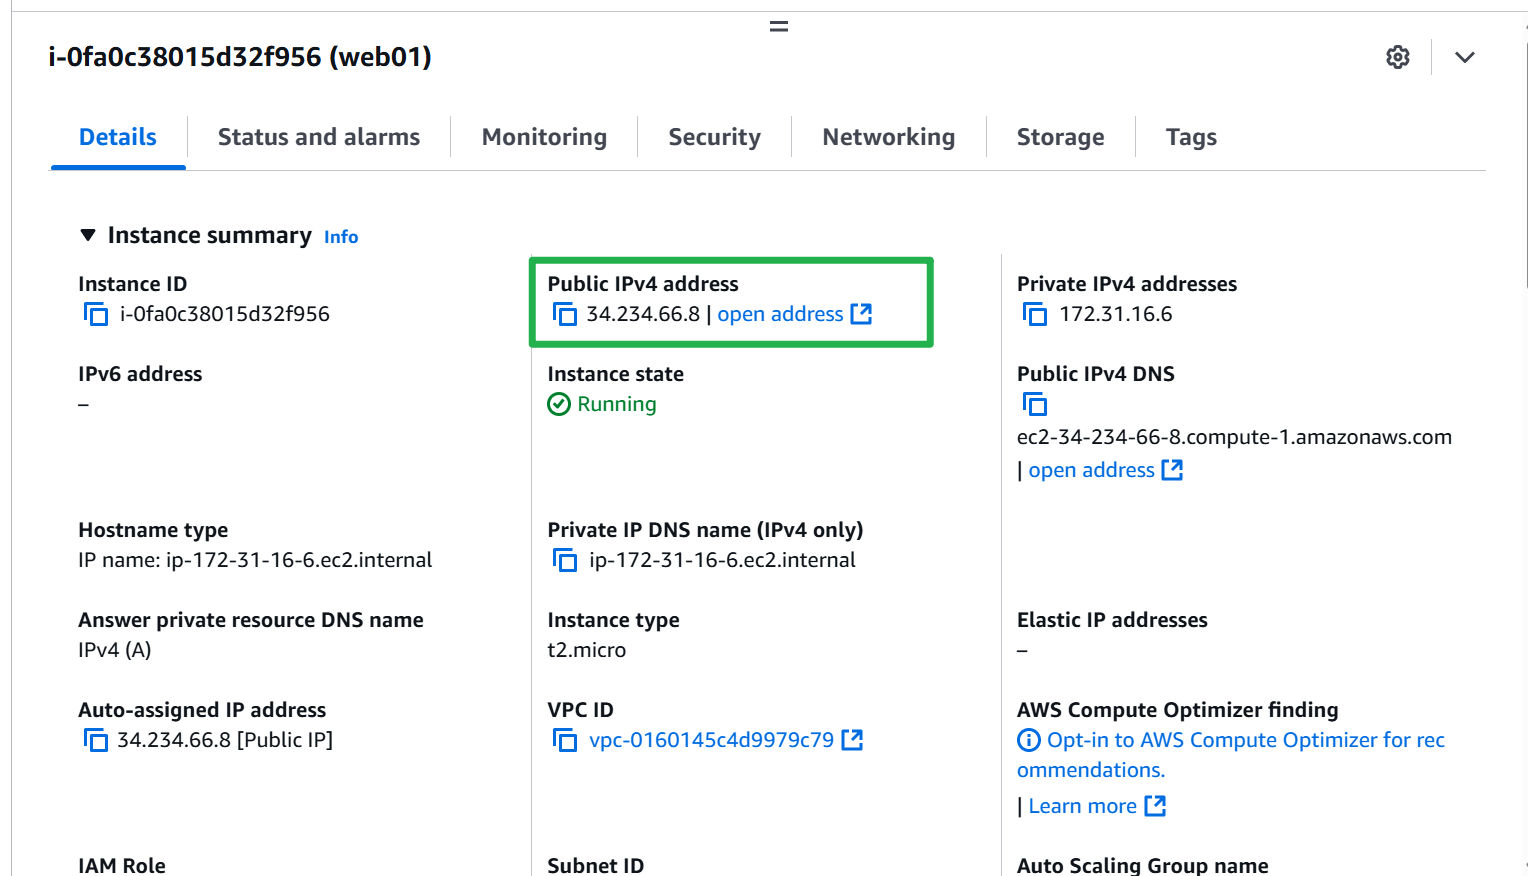 i-0fa0c38015d32f956 (web01)
Details
Status and alarms
Monitoring
Security
Networking
Storage
Tags
Instance summary Info
Instance ID
i-0fa0c38015d32f956
Public IPv4 address
34.234.66.8 | open address
Private IPv4 addresses
172.31.16.6
IPv6 address
–
Instance state
Running
Public IPv4 DNS
ec2-34-234-66-8.compute-1.amazonaws.com
| open address
Hostname type
IP name: ip-172-31-16-6.ec2.internal
Private IP DNS name (IPv4 only)
ip-172-31-16-6.ec2.internal
Answer private resource DNS name
IPv4 (A)
Instance type
t2.micro
Elastic IP addresses
–
Auto-assigned IP address
34.234.66.8 [Public IP]
VPC ID
vpc-0160145c4d9979c79
AWS Compute Optimizer finding
Opt-in to AWS Compute Optimizer for rec
ommendations.
| Learn more
IAM Role
Subnet ID
Auto Scaling Group name